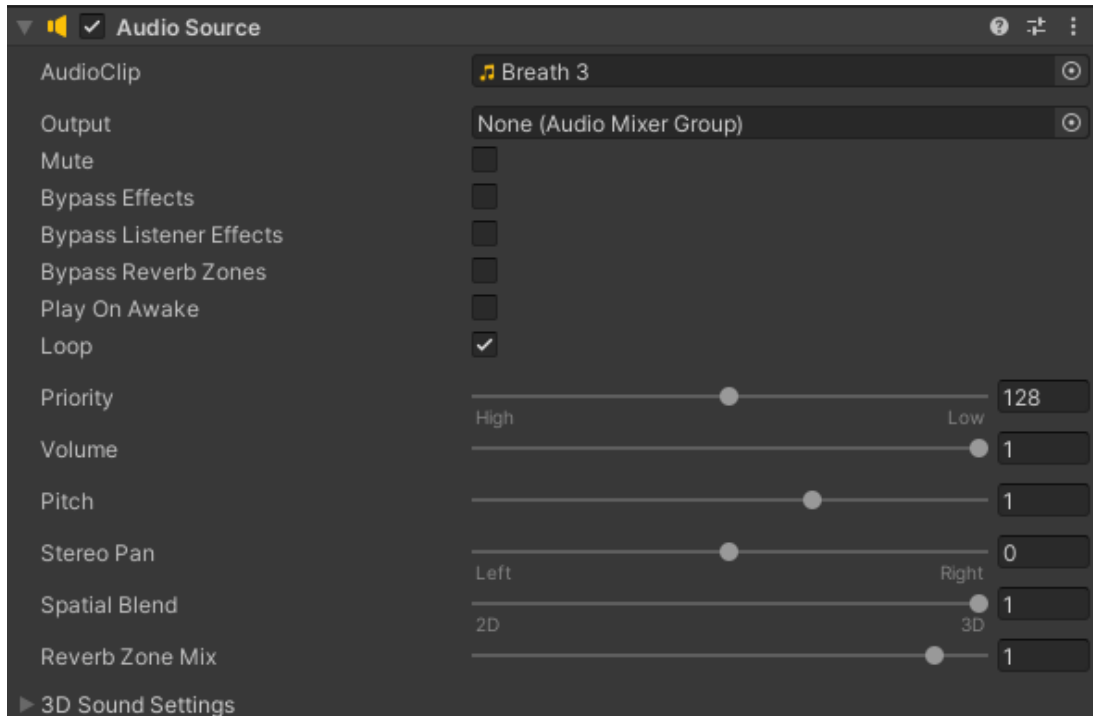 Audio Source
AudioClip Breath 3
Output None (Audio Mixer Group)
Mute
Bypass Effects
Bypass Listener Effects
Bypass Reverb Zones
Play On Awake
Loop
Priority 128
High Low
Volume 1
Pitch 1
Stereo Pan 0
Left Right
Spatial Blend 1
2D 3D
Reverb Zone Mix 1
3D Sound Settings